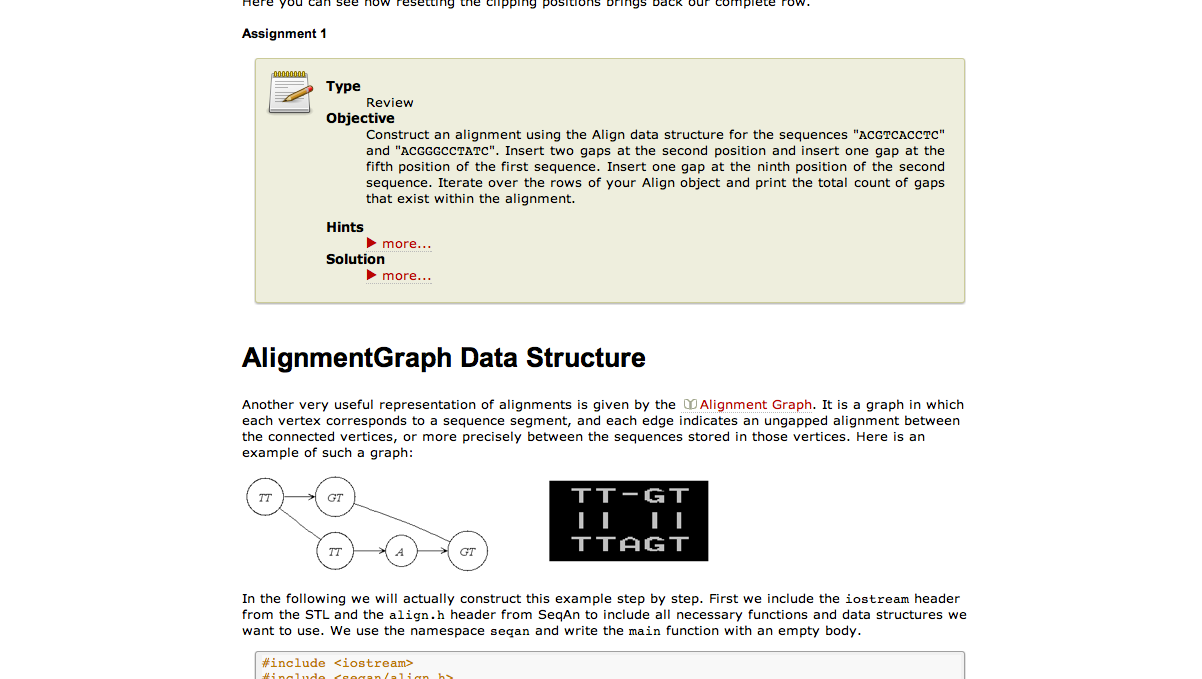 Here you can see how resetting the clipping positions brings back our complete row.
Assignment 1
Type
Review
Objective
Construct an alignment using the Align data structure for the sequences "ACGTCACCTC"
and "ACGGGCCTATC". Insert two gaps at the second position and insert one gap at the
fifth position of the first sequence. Insert one gap at the ninth position of the second
sequence. Iterate over the rows of your Align object and print the total count of gaps
that exist within the alignment.
Hints
more...
Solution
more...
AlignmentGraph Data Structure
Another very useful representation of alignments is given by the Alignment Graph. It is a graph in which
each vertex corresponds to a sequence segment, and each edge indicates an ungapped alignment between
the connected vertices, or more precisely between the sequences stored in those vertices. Here is an
example of such a graph:
TT GT
TT A GT
TT-GT
|| ||
TTAGT
In the following we will actually construct this example step by step. First we include the iostream header
from the STL and the align.h header from SeqAn to include all necessary functions and data structures we
want to use. We use the namespace seqan and write the main function with an empty body.
#include <iostream>
#include <seqan/align.h>